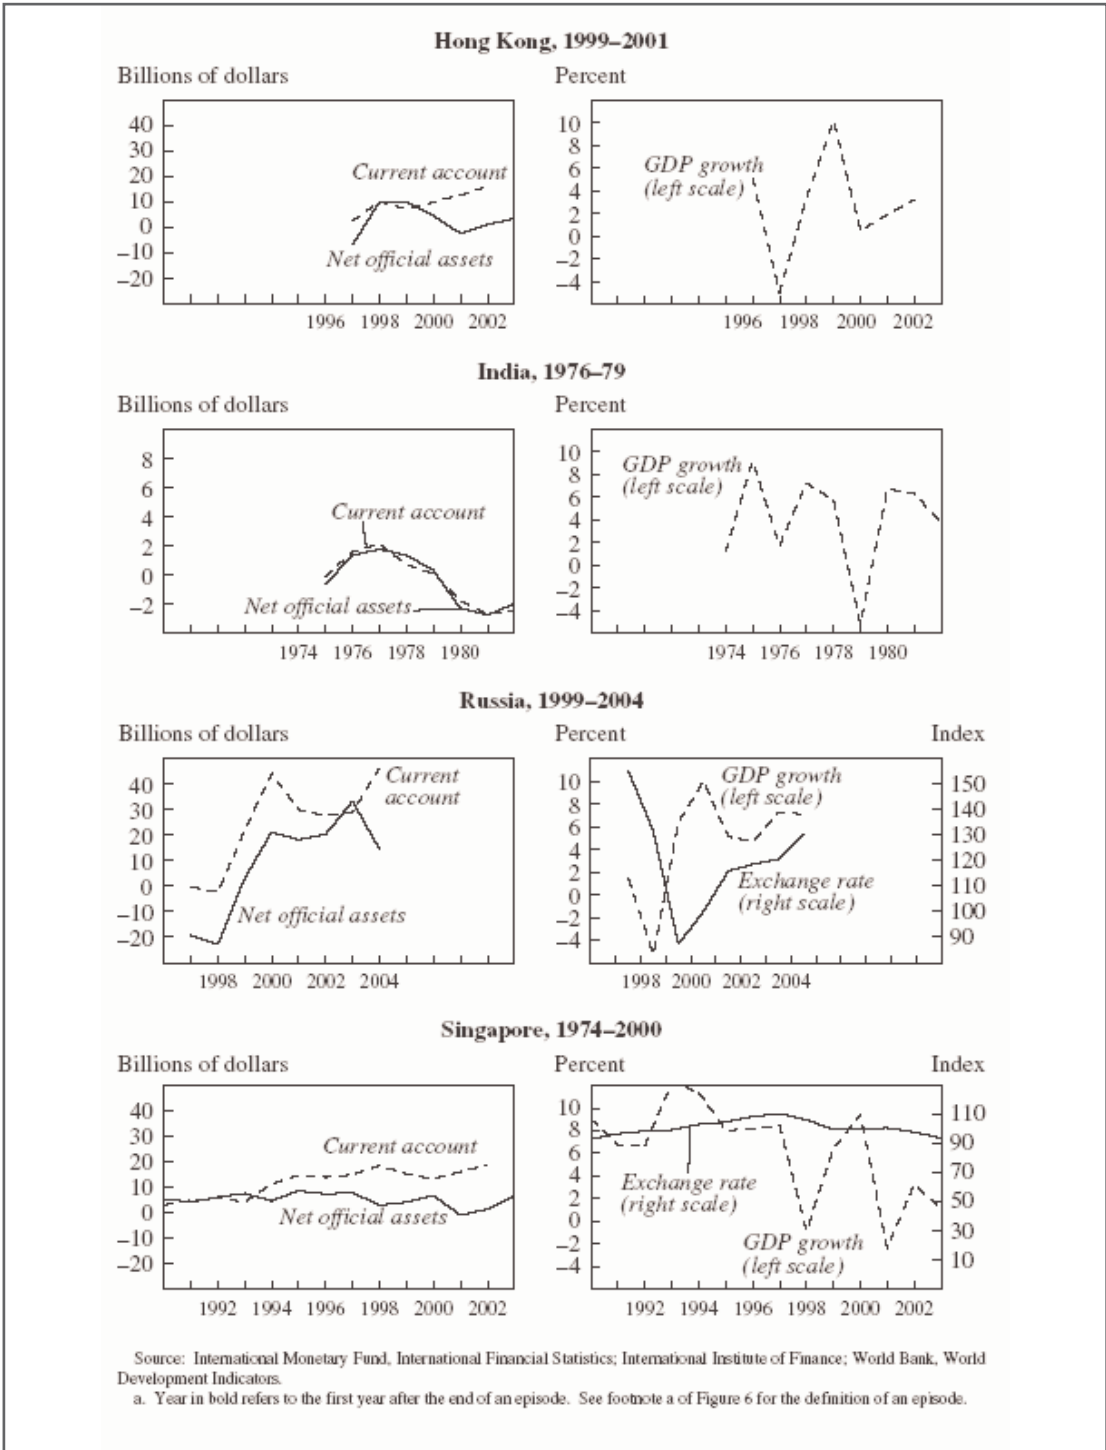 Hong Kong, 1999–2001
Billions of dollars
Percent
40
30
20
10
0
–10
–20
Current account
Net official assets
1996 1998 2000 2002
10
8
6
4
2
0
–2
–4
GDP growth
(left scale)
1996 1998 2000 2002
India, 1976–79
Billions of dollars
Percent
8
6
4
2
0
–2
Current account
Net official assets
1974 1976 1978 1980
10
8
6
4
2
0
–2
–4
GDP growth
(left scale)
1974 1976 1978 1980
Russia, 1999–2004
Billions of dollars
Percent
Index
40
30
20
10
0
–10
–20
Current
account
Net official assets
1998 2000 2002 2004
10
8
6
4
2
0
–2
–4
GDP growth
(left scale)
Exchange rate
(right scale)
150
140
130
120
110
100
90
1998 2000 2002 2004
Singapore, 1974–2000
Billions of dollars
Percent
Index
40
30
20
10
0
–10
–20
Current account
Net official assets
1992 1994 1996 1998 2000 2002
10
8
6
4
2
0
–2
–4
Exchange rate
(right scale)
GDP growth
(left scale)
110
90
70
50
30
10
1992 1994 1996 1998 2000 2002
Source: International Monetary Fund, International Financial Statistics; International Institute of Finance; World Bank, World
Development Indicators.
a. Year in bold refers to the first year after the end of an episode. See footnote a of Figure 6 for the definition of an episode.